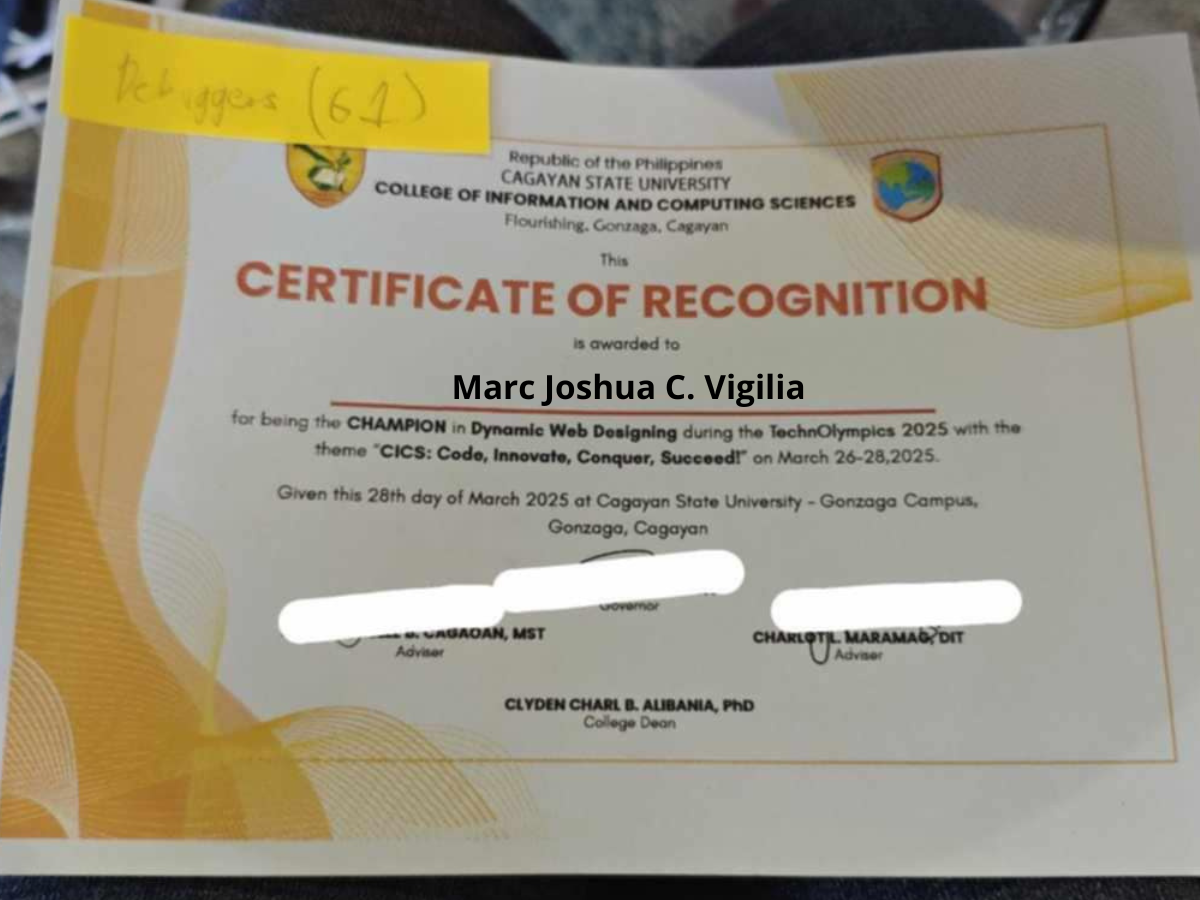 Debuggers (61)
Republic of the Philippines
CAGAYAN STATE UNIVERSITY
COLLEGE OF INFORMATION AND COMPUTING SCIENCES
Flourishing, Gonzaga, Cagayan
This
CERTIFICATE OF RECOGNITION
is awarded to
Marc Joshua C. Vigilia
for being the CHAMPION in Dynamic Web Designing during the TechnOlympics 2025 with the
theme "CICS: Code, Innovate, Conquer, Succeed!" on March 26-28,2025.
Given this 28th day of March 2025 at Cagayan State University - Gonzaga Campus,
Gonzaga, Cagayan
Governor
B. CAGAOAN, MST
CHARLOT L. MARAMAG, DIT
Adviser
Adviser
CLYDEN CHARL B. ALIBANIA, PhD
College Dean